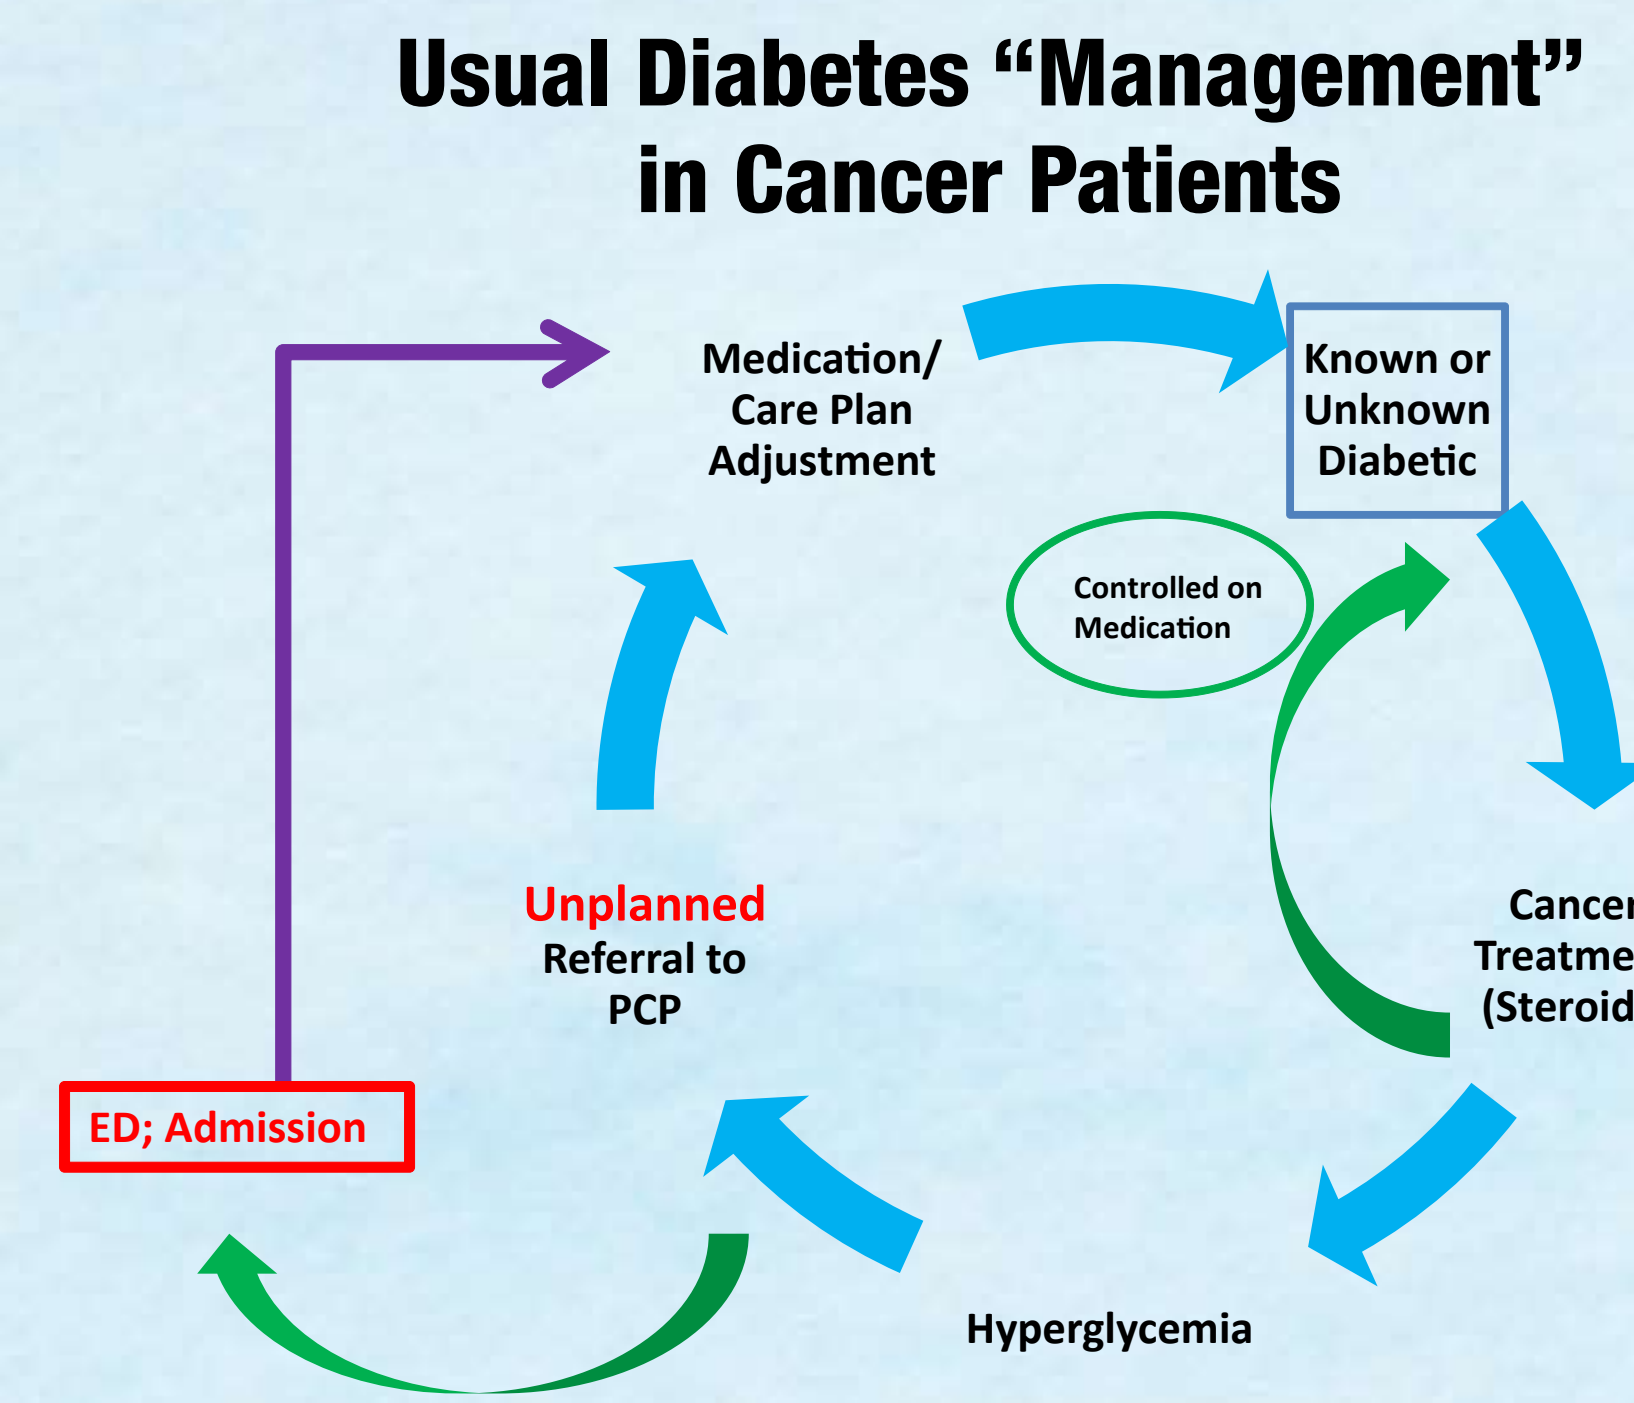 Usual Diabetes “Management”
in Cancer Patients
Medication/
Care Plan
Adjustment
Known or
Unknown
Diabetic
Controlled on
Medication
Unplanned
Referral to
PCP
Cancer
ED; Admission
Hyperglycemia